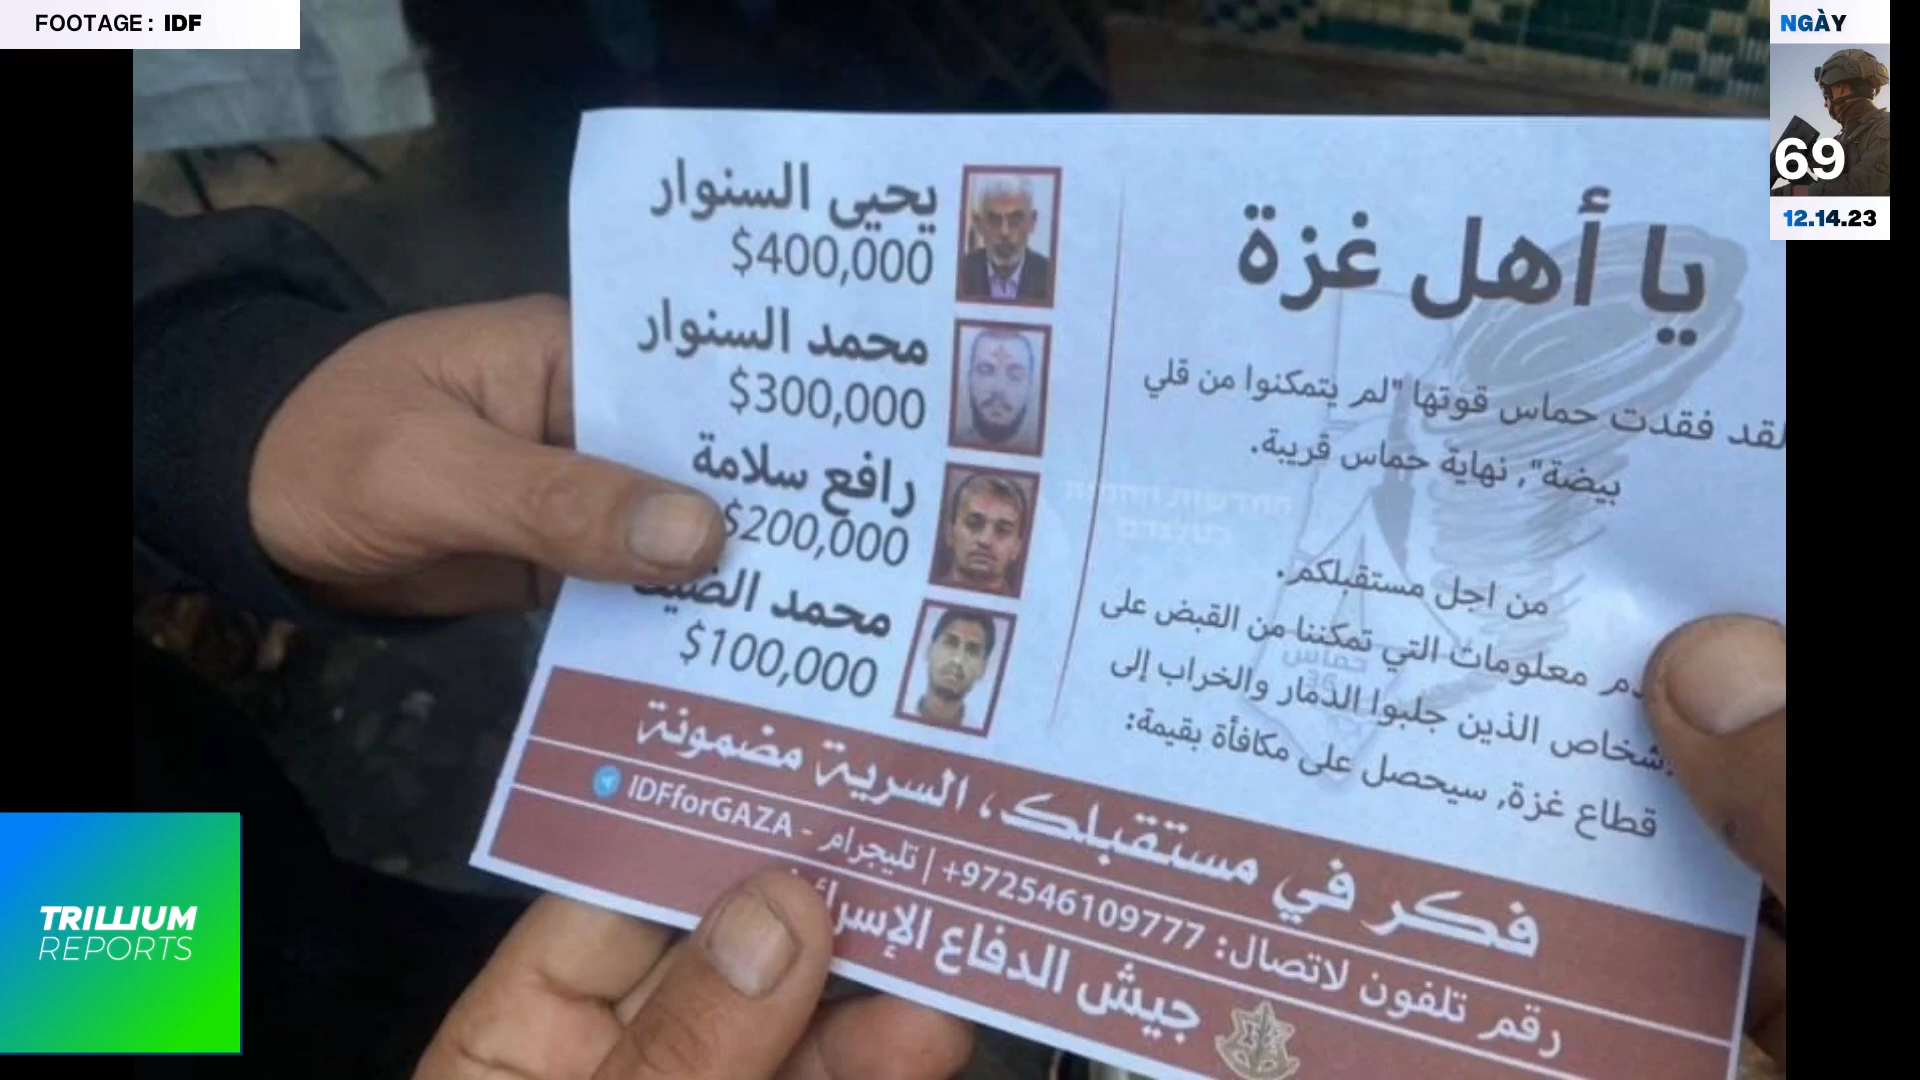 FOOTAGE: IDF
NGÀY
69
12.14.23
يا أهل غزة
لقد فقدت حماس قوتها "لم يتمكنوا من قلي
بيضة", نهاية حماس قريبة.
من اجل مستقبلكم.
معلومات التي تمكننا من القبض على
الذين جلبوا الدمار والخراب إلى
قطاع غزة, سيحصل على مكافأة بقيمة:
حماس
يحيى السنوار
$400,000
محمد السنوار
$300,000
رافع سلامة
$200,000
محمد الضيف
$100,000
فكر في مستقبلك، السرية مضمونة
رقم تلفون لاتصال: +972546109777 | تليجرام - IDFforGAZA
جيش الدفاع
TRILLIUM
REPORTS